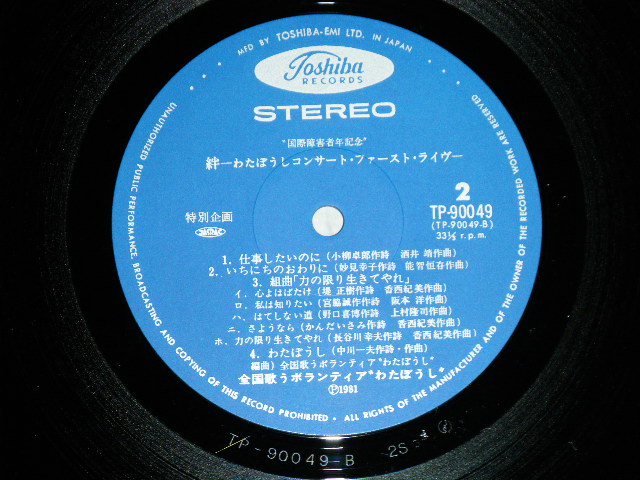 MFD BY TOSHIBA-EMI LTD. IN JAPAN
Toshiba
RECORDS
STEREO
"国際障害者年記念"
絆—わたぼうしコンサート・ファースト・ライヴ—
特別企画
2
TP-90049
(TP-90049-B)
33⅓ r.p.m.
1. 仕事したいのに (小柳卓郎作詩 酒井 靖作曲)
2. いちにちのおわりに (妙見幸子作詩 能智恒存作曲)
3. 組曲「力の限り生きてやれ」
イ. 心よはばたけ (堤 正樹作詩 香西紀美作曲)
ロ. 私は知りたい (宮脇誠作作詩 阪本 祥作曲)
ハ. はてしない道 (野口喜博作詩 上村隆司作曲)
ニ. さようなら (かんだいさみ作詩 香西紀美作曲)
ホ. 力の限り生きてやれ (長谷川幸夫作詩 香西紀美作曲)
4. わたぼうし (中川一夫作詩・作曲)
編曲) 全国歌うボランティア"わたぼうし"
全国歌うボランティア"わたぼうし"
Ⓟ1981
UNAUTHORIZED PUBLIC PERFORMANCE, BROADCASTING AND COPYING OF THIS RECORD PROHIBITED • ALL RIGHTS OF THE MANUFACTURER AND OF THE OWNER OF THE RECORDED WORK ARE RESERVED
TP-90049-B 2S